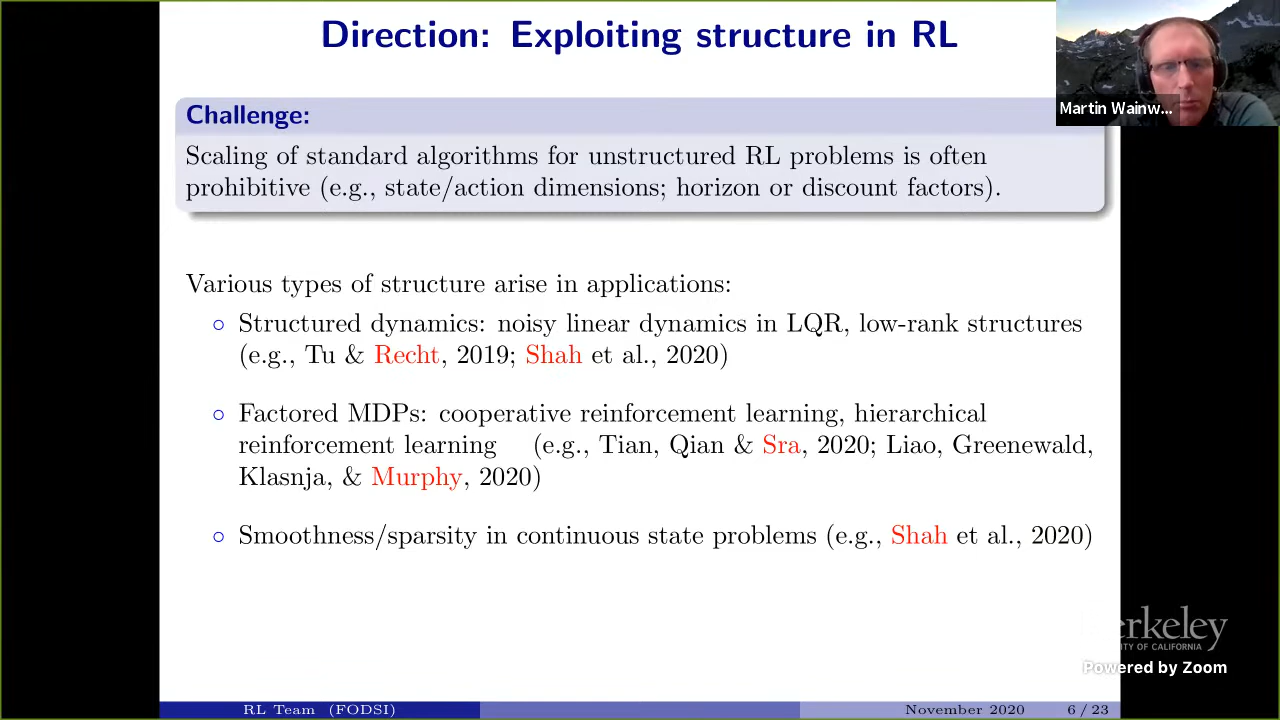 Direction: Exploiting structure in RL
Martin Wainw...
Challenge:
Scaling of standard algorithms for unstructured RL problems is often
prohibitive (e.g., state/action dimensions; horizon or discount factors).
Various types of structure arise in applications:
Structured dynamics: noisy linear dynamics in LQR, low-rank structures
(e.g., Tu & Recht, 2019; Shah et al., 2020)
Factored MDPs: cooperative reinforcement learning, hierarchical
reinforcement learning (e.g., Tian, Qian & Sra, 2020; Liao, Greenewald,
Klasnja, & Murphy, 2020)
Smoothness/sparsity in continuous state problems (e.g., Shah et al., 2020)
erkeley
TY OF CALIFORNIA
Powered by Zoom
RL Team (FODSI)
November 2020
6 / 23